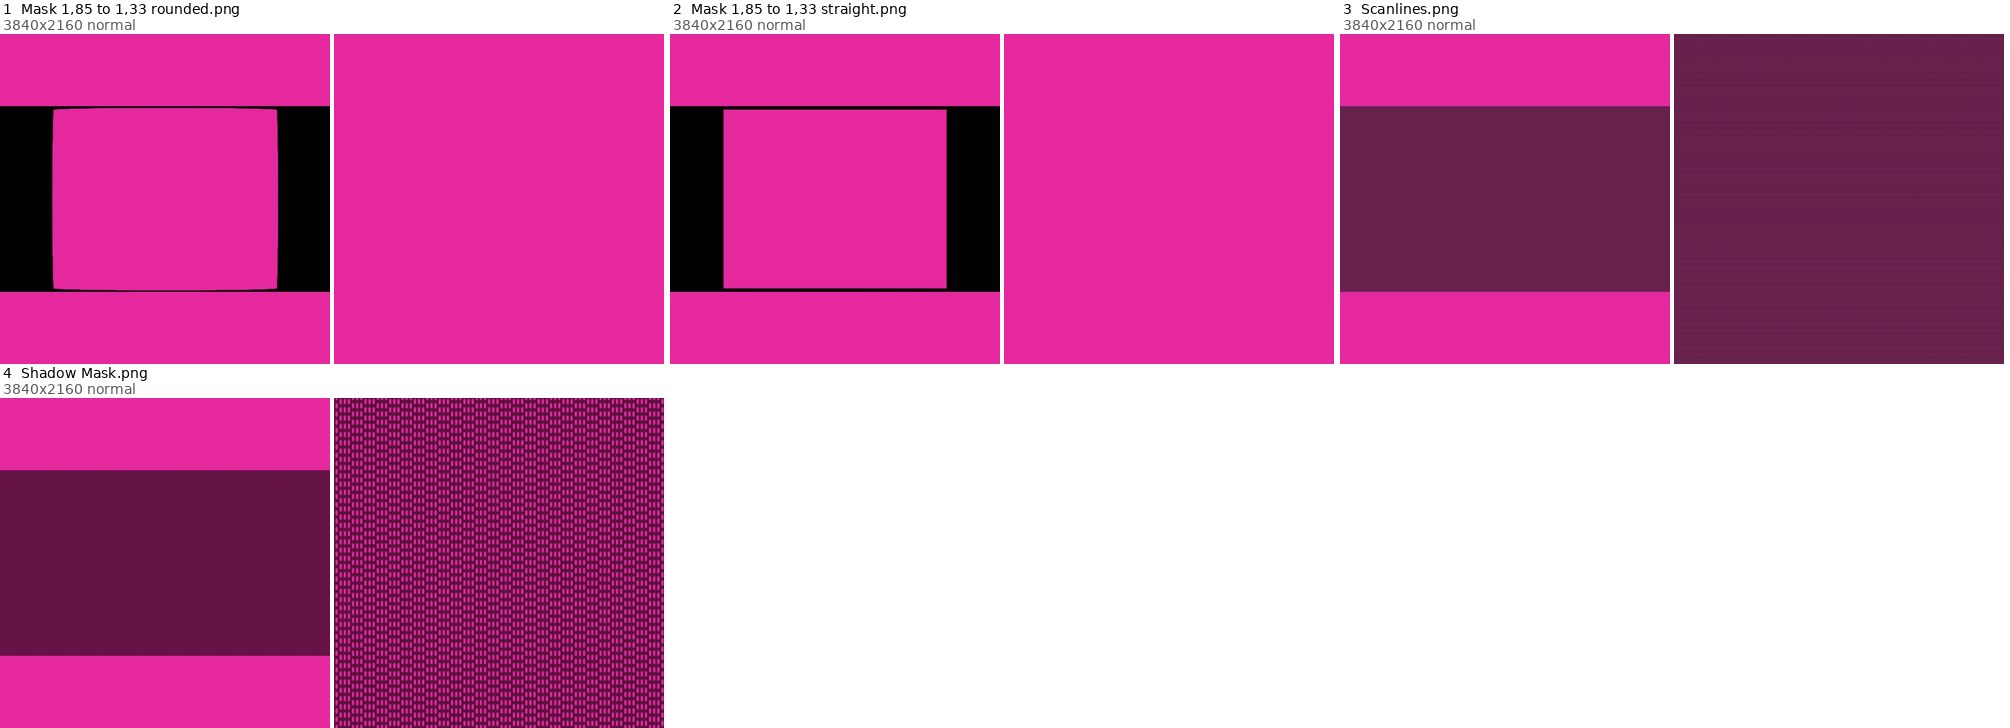 1  Mask 1,85 to 1,33 rounded.png
3840x2160 normal
2  Mask 1,85 to 1,33 straight.png
3840x2160 normal
3  Scanlines.png
3840x2160 normal
4  Shadow Mask.png
3840x2160 normal